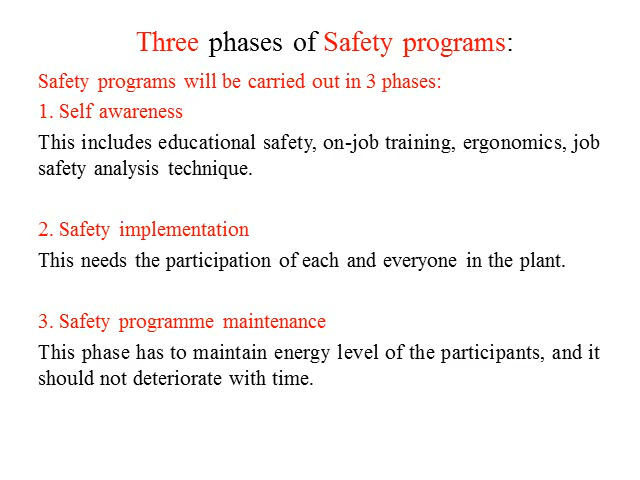 Three phases of Safety programs:
Safety programs will be carried out in 3 phases:
1. Self awareness
This includes educational safety, on-job training, ergonomics, job
safety analysis technique.
2. Safety implementation
This needs the participation of each and everyone in the plant.
3. Safety programme maintenance
This phase has to maintain energy level of the participants, and it
should not deteriorate with time.